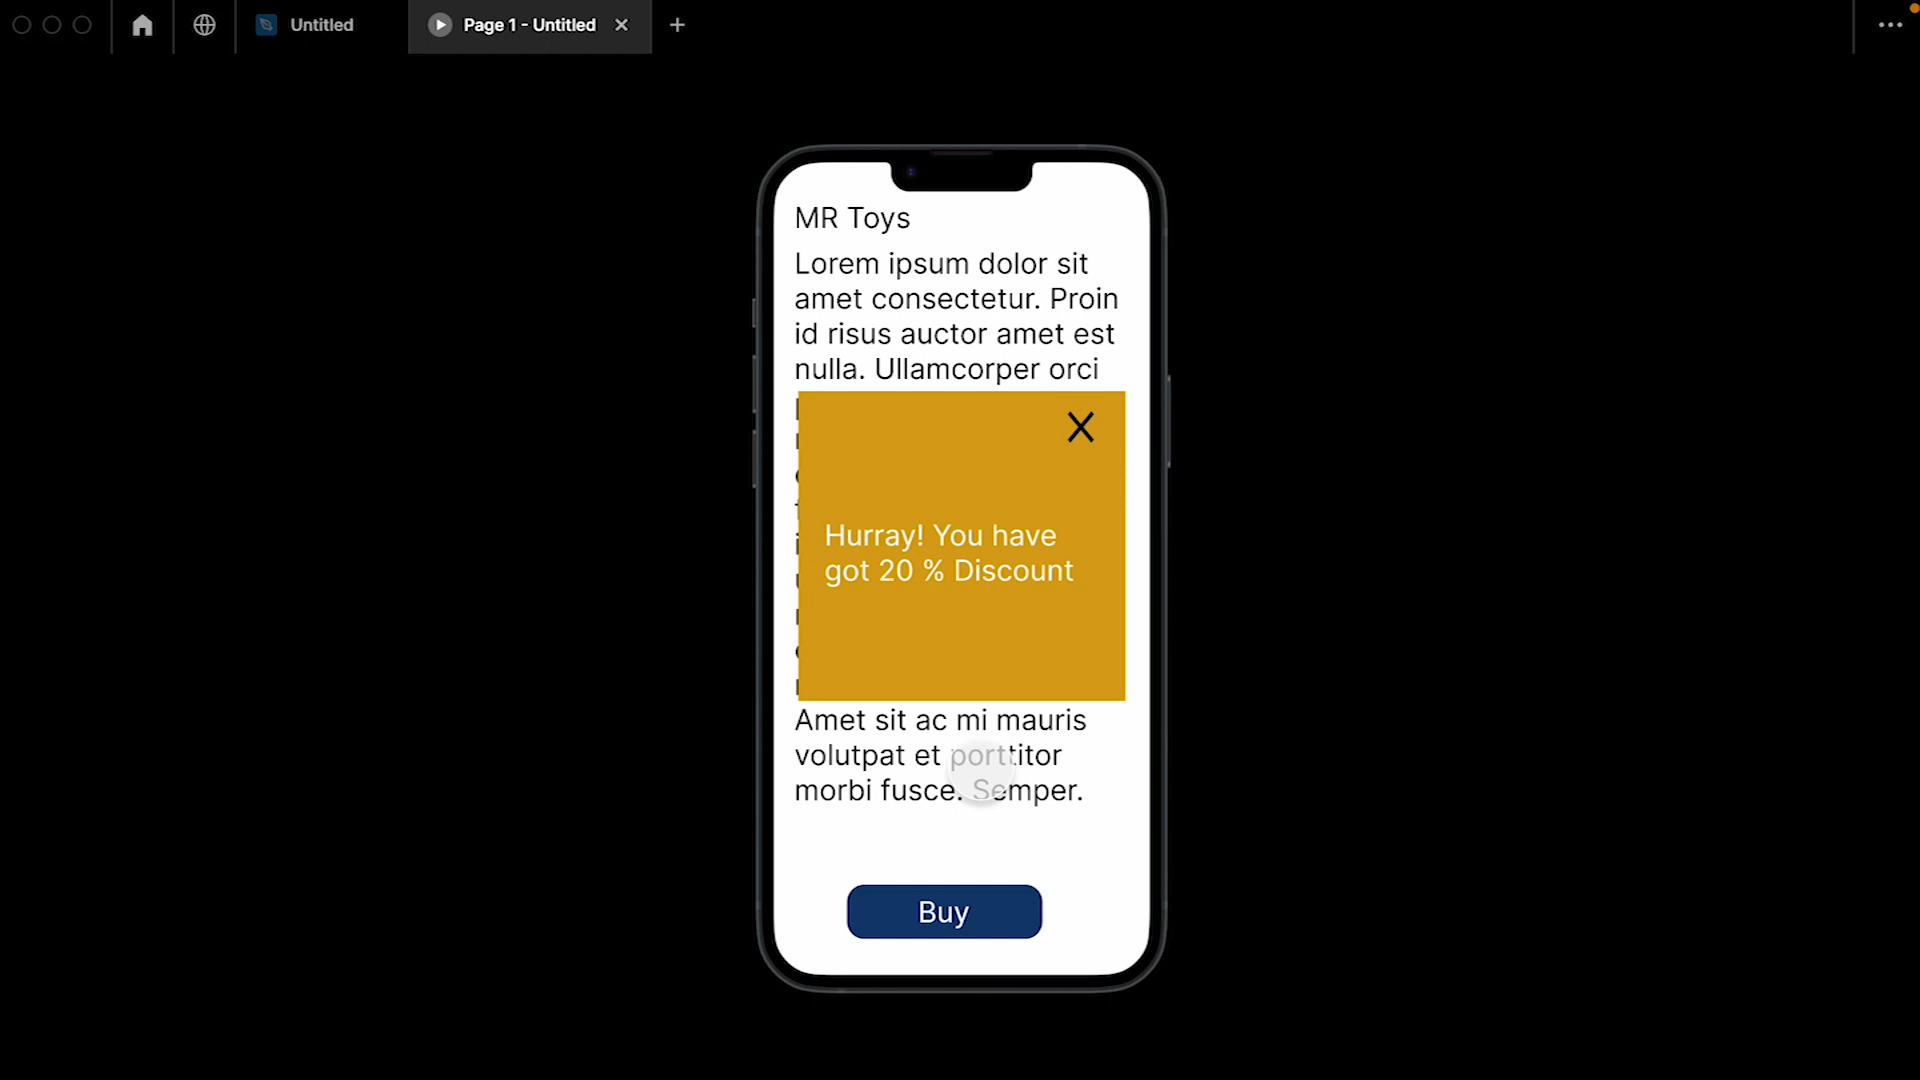 Untitled
Page 1 - Untitled
MR Toys
Lorem ipsum dolor sit
amet consectetur. Proin
id risus auctor amet est
nulla. Ullamcorper orci
X
Hurray! You have
got 20 % Discount
Amet sit ac mi mauris
volutpat et porttitor
morbi fusce. Semper.
Buy